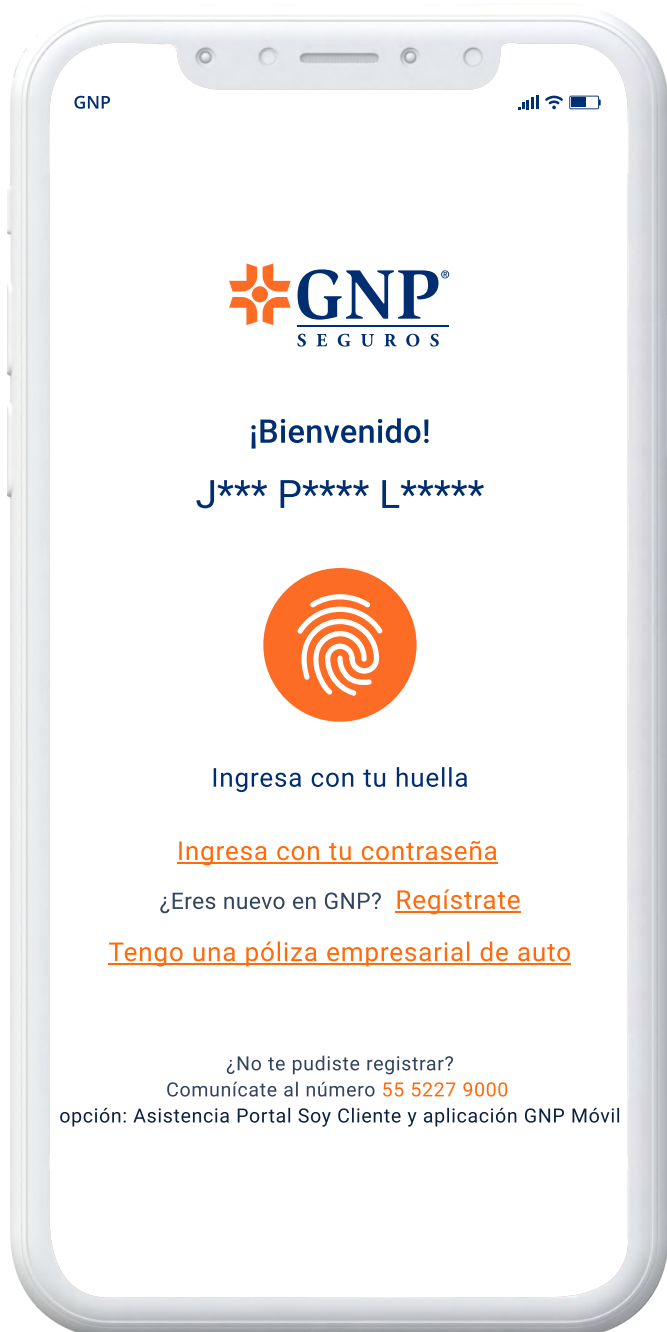 GNP
GNP®
SEGUROS
¡Bienvenido!
J*** P**** L*****
Ingresa con tu huella
Ingresa con tu contraseña
¿Eres nuevo en GNP? Regístrate
Tengo una póliza empresarial de auto
¿No te pudiste registrar?
Comunícate al número 55 5227 9000
opción: Asistencia Portal Soy Cliente y aplicación GNP Móvil